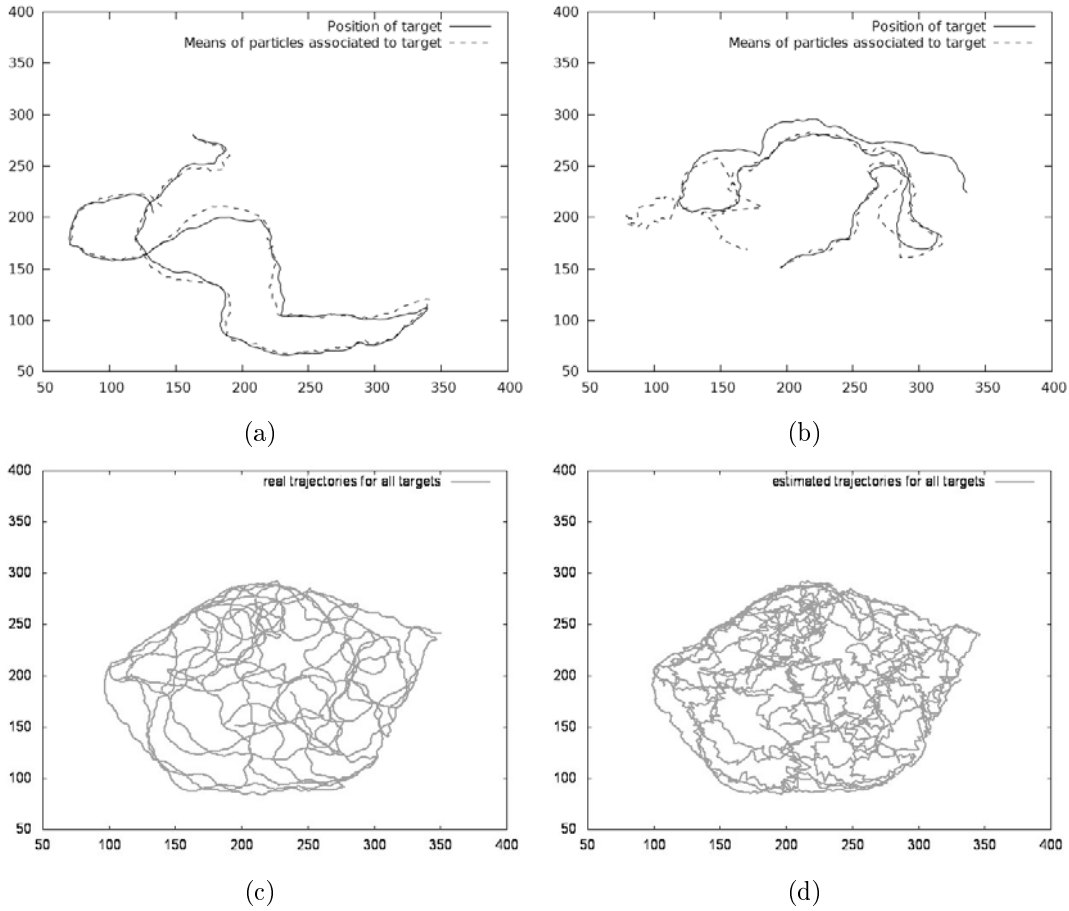 400
350
300
250
200
150
100
50
50 100 150 200 250 300 350 400
Position of target
Means of particles associated to target
(a)
400
350
300
250
200
150
100
50
50 100 150 200 250 300 350 400
Position of target
Means of particles associated to target
(b)
400
350
300
250
200
150
100
50
50 100 150 200 250 300 350 400
real trajectories for all targets
(c)
400
350
300
250
200
150
100
50
50 100 150 200 250 300 350 400
estimated trajectories for all targets
(d)